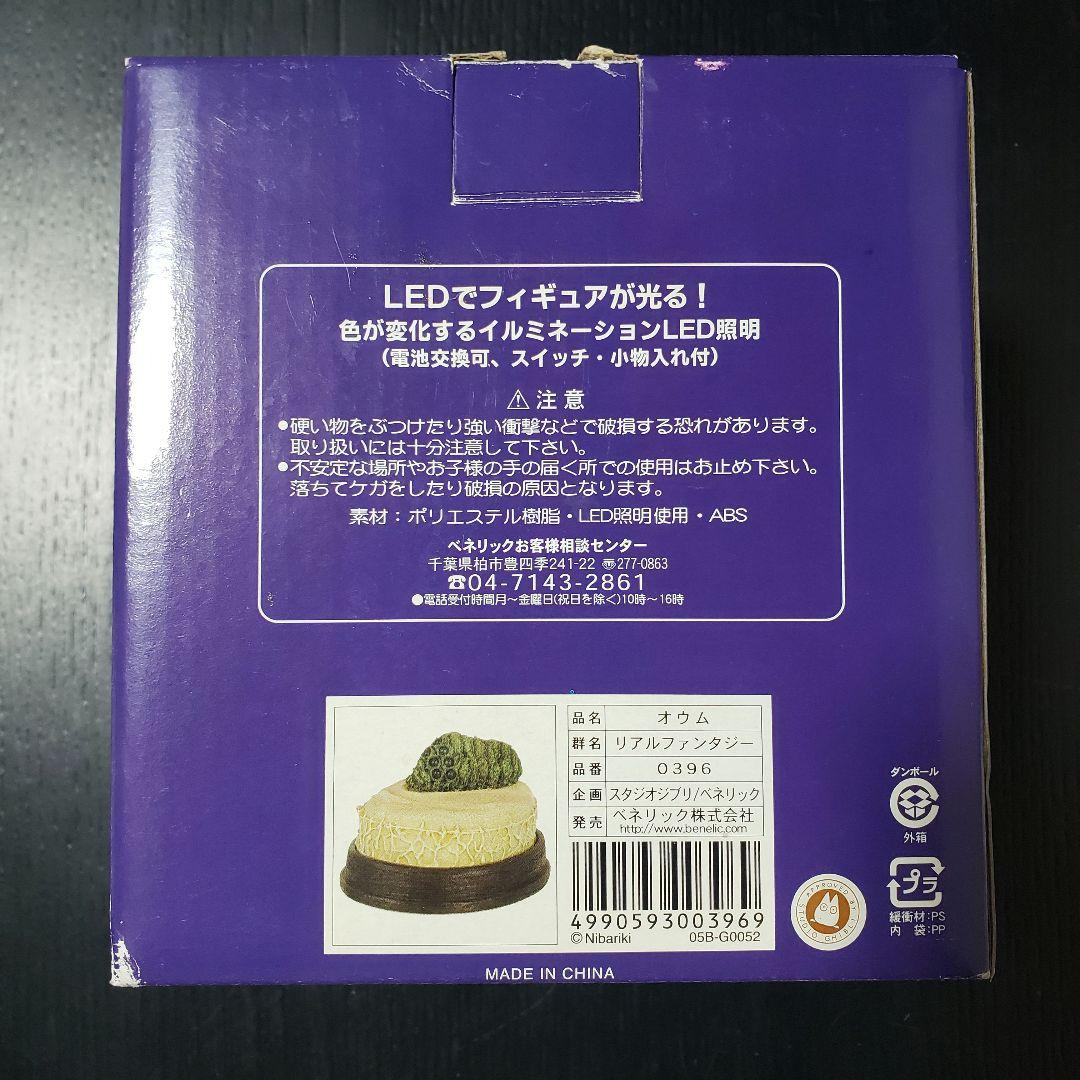 LEDでフィギュアが光る！
色が変化するイルミネーションLED照明
(電池交換可、スイッチ・小物入れ付)
⚠注意
●硬い物をぶつけたり強い衝撃などで破損する恐れがあります。
取り扱いには十分注意して下さい。
●不安定な場所やお子様の手の届く所での使用はお止め下さい。
落ちてケガをしたり破損の原因となります。
素材：ポリエステル樹脂・LED照明使用・ABS
ベネリックお客様相談センター
千葉県柏市豊四季241-22 〠277-0863
☎04-7143-2861
●電話受付時間月～金曜日(祝日を除く)10時～16時
品名 オウム
群名 リアルファンタジー
品番 0396
企画 スタジオジブリ/ベネリック
発売 ベネリック株式会社
http://www.benelic.com
4990593003969
©Nibariki 05B-G0052
APPROVED BY STUDIO GHIBLI
ダンボール
外箱
プラ
緩衝材:PS
内 袋:PP
MADE IN CHINA